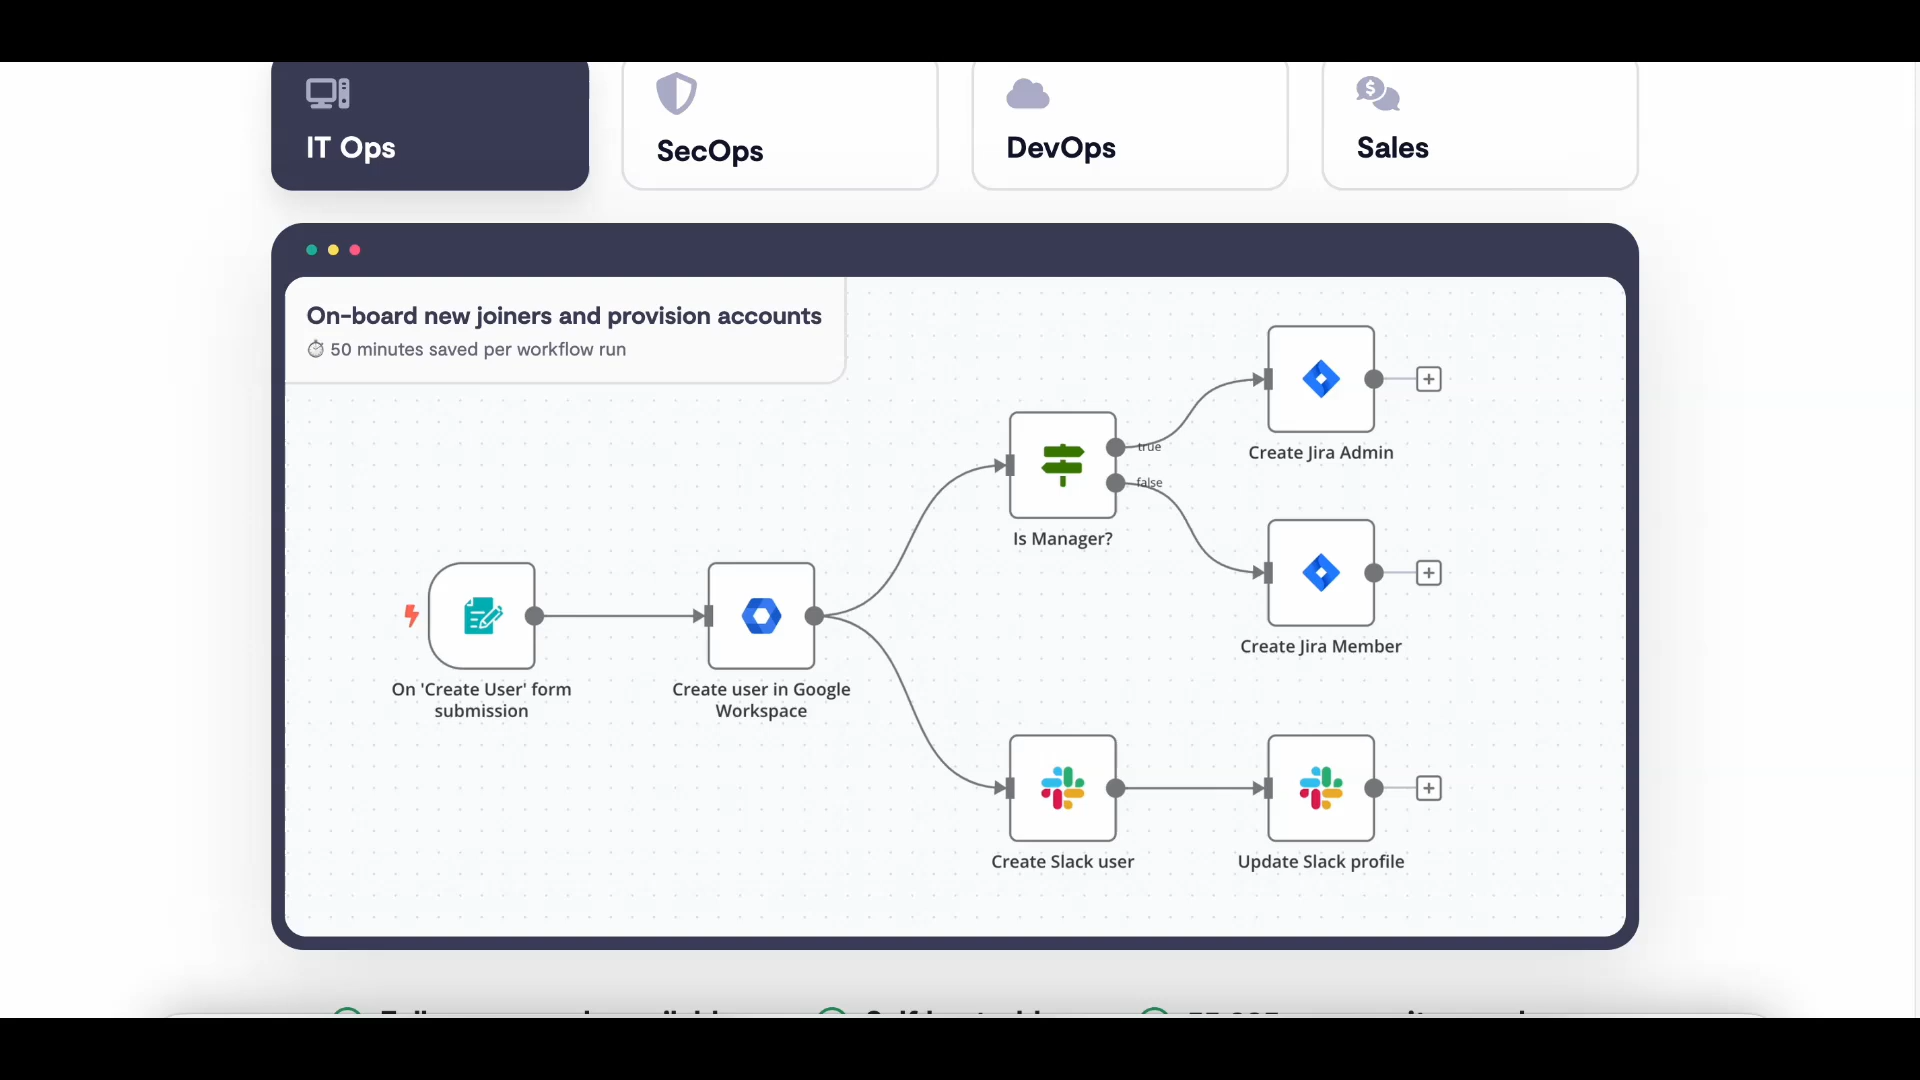 IT Ops
SecOps
DevOps
Sales
On-board new joiners and provision accounts
50 minutes saved per workflow run
true
Create Jira Admin
false
Is Manager?
Create Jira Member
On 'Create User' form
submission
Create user in Google
Workspace
Create Slack user
Update Slack profile